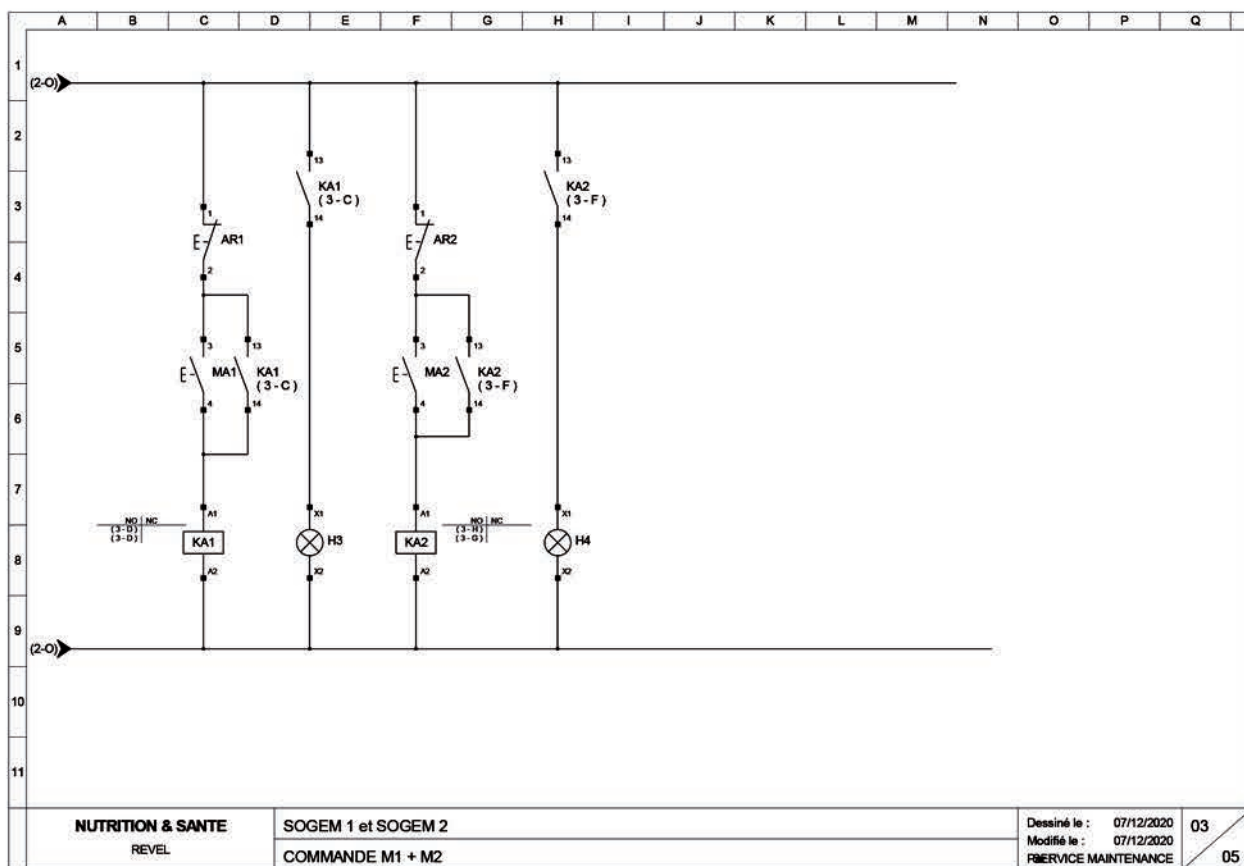 A B C D E F G H I J K L M N O P Q
1
(2-O)
2
13 13
KA1 KA2
3
(3-C) (3-F)
1 14 1 14
AR1 AR2
4
2 2
5
3 13 3 13
MA1 KA1 MA2 KA2
(3-C) (3-F)
4 14 4 14
6
7
A1 X1 A1 X1
NO NC NO NC
(3-D) (3-H)
(3-D) (3-G)
KA1 H3 KA2 H4
8
A2 X2 A2 X2
9
(2-O)
10
11
NUTRITION & SANTE
REVEL
SOGEM 1 et SOGEM 2
COMMANDE M1 + M2
Dessiné le : 07/12/2020
Modifié le : 07/12/2020
SERVICE MAINTENANCE
03
05